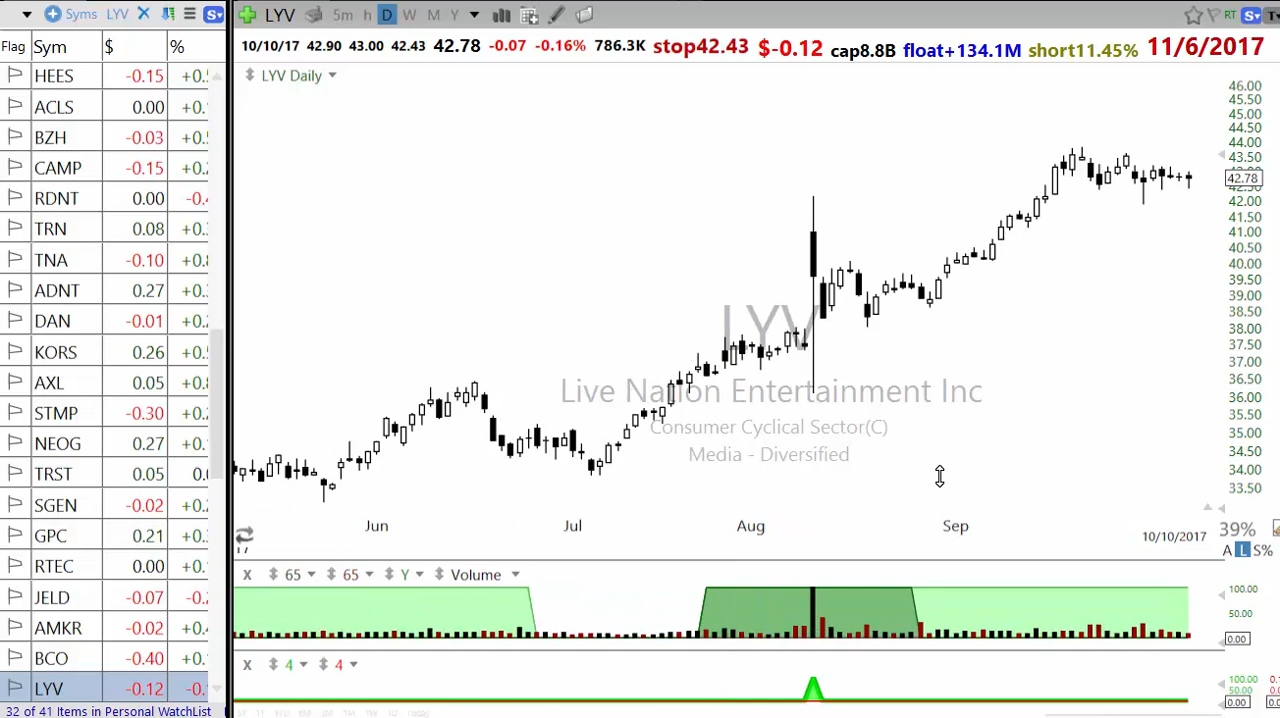 Syms LYV
LYV 5m h D W M Y
RT
Flag Sym $ %
10/10/17 42.90 43.00 42.43 42.78 -0.07 -0.16% 786.3K stop42.43 $-0.12 cap8.8B float+134.1M short11.45% 11/6/2017
LYV Daily
HEES -0.15
ACLS 0.00
BZH -0.03
CAMP -0.15
RDNT 0.00
TRN 0.08
TNA -0.10
ADNT 0.27
DAN -0.01
KORS 0.26
AXL 0.05
STMP -0.30
NEOG 0.27
TRST 0.05
SGEN -0.02
GPC 0.21
RTEC 0.00
JELD -0.07
AMKR -0.02
BCO -0.40
LYV -0.12
32 of 41 Items in Personal WatchList
46.00
45.50
45.00
44.50
44.00
43.50
42.78
42.00
41.50
41.00
40.50
40.00
39.50
39.00
38.50
38.00
37.50
37.00
36.50
36.00
35.50
35.00
34.50
34.00
33.50
LYV
Live Nation Entertainment Inc
Consumer Cyclical Sector(C)
Media - Diversified
Jun Jul Aug Sep 10/10/2017
39%
A L S%
17
X 65 65 Y Volume
100.00
50.00
0.00
X 4 4
100.00
50.00
0.00